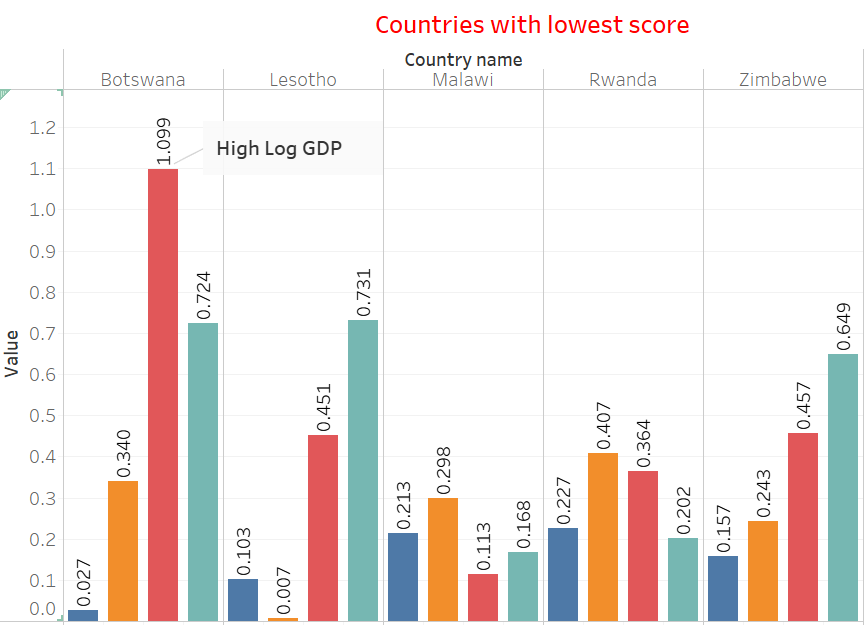 Countries with lowest score
Country name
Botswana Lesotho Malawi Rwanda Zimbabwe
High Log GDP
Value
1.2
1.1
1.0
0.9
0.8
0.7
0.6
0.5
0.4
0.3
0.2
0.1
0.0
0.027 0.340 1.099 0.724
0.103 0.007 0.451 0.731
0.213 0.298 0.113 0.168
0.227 0.407 0.364 0.202
0.157 0.243 0.457 0.649